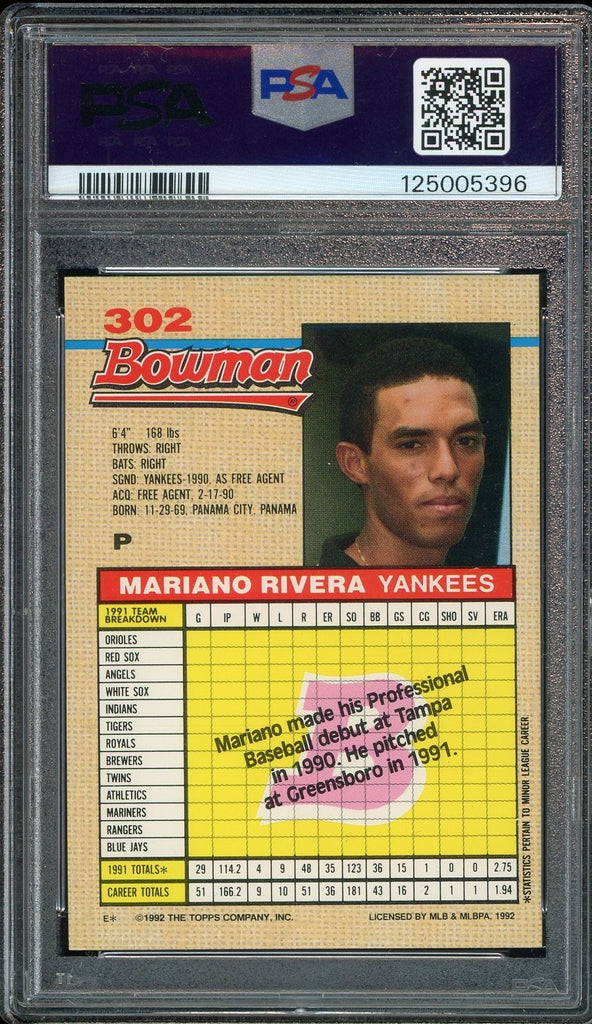 PSA
PSA
125005396
302
Bowman
6'4" 168 lbs
THROWS: RIGHT
BATS: RIGHT
SGND: YANKEES-1990, AS FREE AGENT
ACQ: FREE AGENT, 2-17-90
BORN: 11-29-69, PANAMA CITY, PANAMA
P
MARIANO RIVERA YANKEES
1991 TEAM BREAKDOWN G IP W L R ER SO BB GS CG SHO SV ERA
ORIOLES
RED SOX
ANGELS
WHITE SOX
INDIANS
TIGERS
ROYALS
BREWERS
TWINS
ATHLETICS
MARINERS
RANGERS
BLUE JAYS
B
Mariano made his Professional
Baseball debut at Tampa
in 1990. He pitched
at Greensboro in 1991.
1991 TOTALS* 29 114.2 4 9 48 35 123 36 15 1 0 0 2.75
CAREER TOTALS 51 166.2 9 10 51 36 181 43 16 2 1 1 1.94
*STATISTICS PERTAIN TO MINOR LEAGUE CAREER
E* ©1992 THE TOPPS COMPANY, INC. LICENSED BY MLB & MLBPA, 1992
PSA